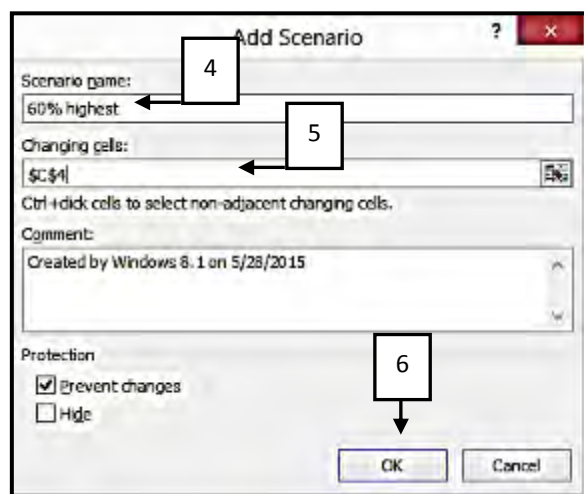 Add Scenario
?
×
4
Scenario name:
60% highest
5
Changing cells:
$C$4
Ctrl+click cells to select non-adjacent changing cells.
Comment:
Created by Windows 8.1 on 5/28/2015
Protection
Prevent changes
Hide
6
OK
Cancel